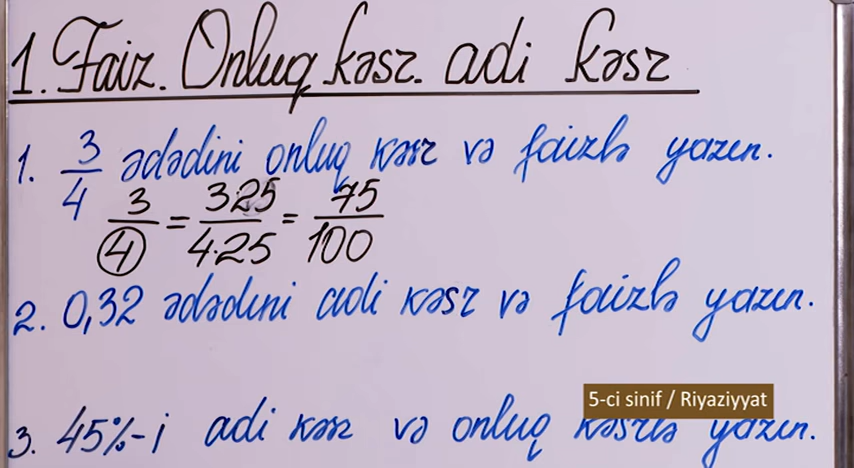 1. Faiz. Onluq kəsr. adi kəsr
1. 3/4 ədədini onluq kəsr və faizlə yazın.
3/4 = 3·25/4·25 = 75/100
2. 0,32 ədədini adi kəsr və faizlə yazın.
5-ci sinif / Riyaziyyat
3. 45%-i adi kəsr və onluq kəsrlə yazın.